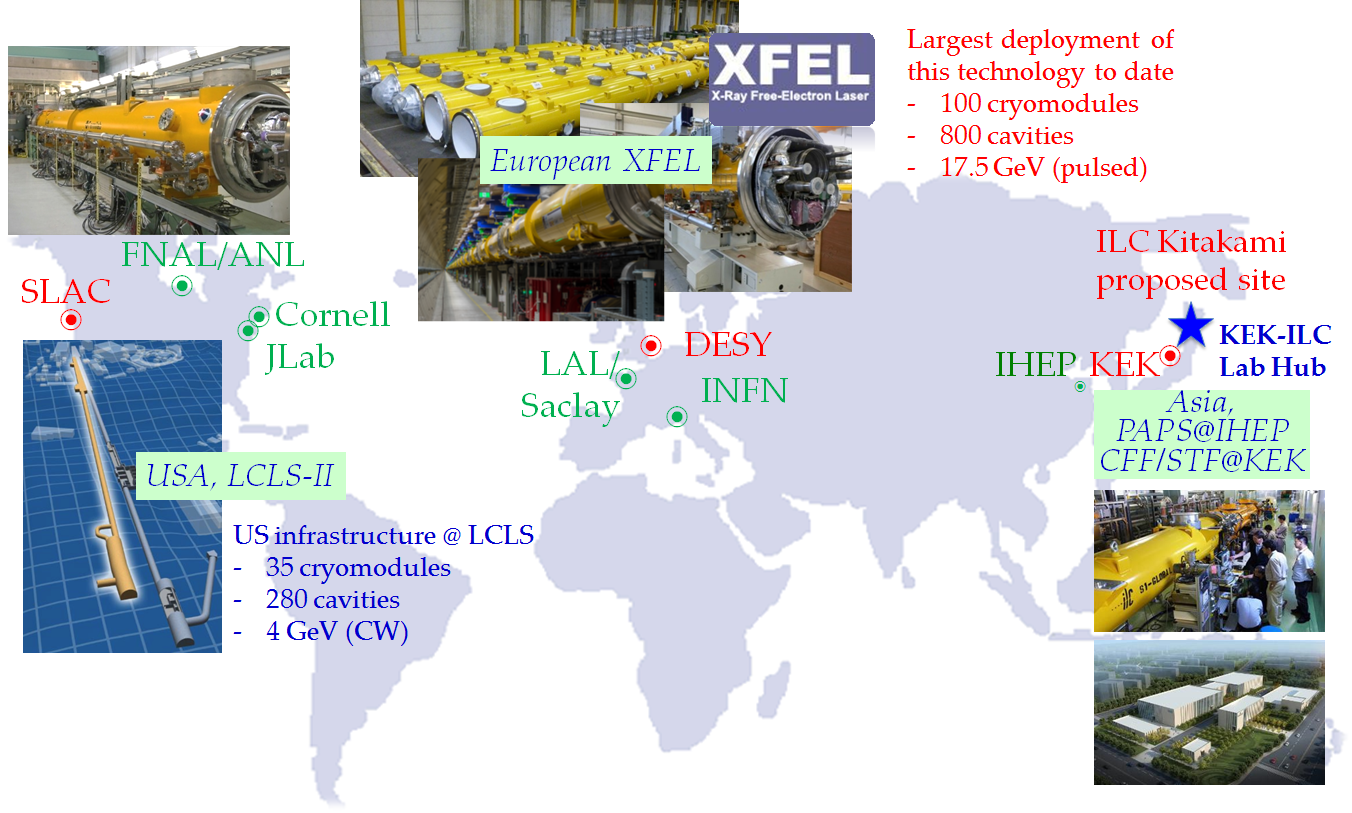 XFEL
X-Ray Free-Electron Laser
Largest deployment of
this technology to date
- 100 cryomodules
- 800 cavities
- 17.5 GeV (pulsed)
European XFEL
FNAL/ANL
SLAC
Cornell
JLab
LAL/
Saclay
DESY
INFN
ILC Kitakami
proposed site
KEK-ILC
Lab Hub
IHEP
KEK
Asia,
PAPS@IHEP
CFF/STF@KEK
USA, LCLS-II
US infrastructure @ LCLS
- 35 cryomodules
- 280 cavities
- 4 GeV (CW)
ilc S1-GLOBAL